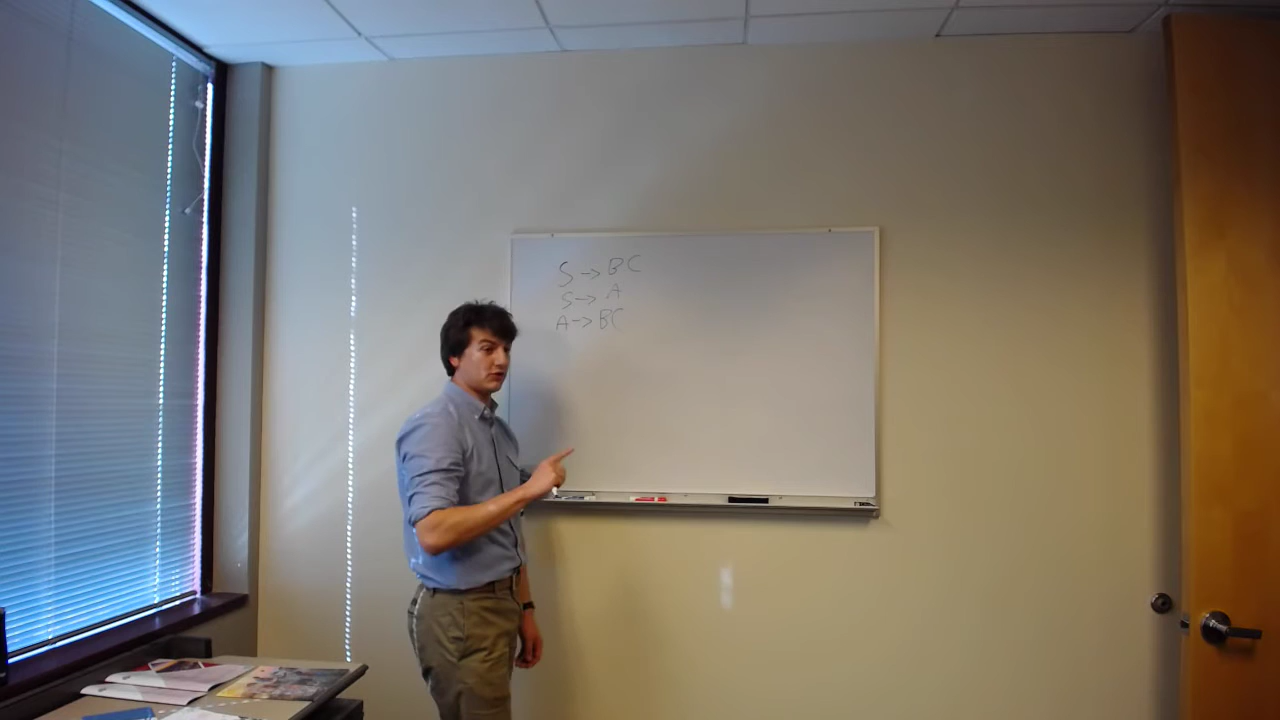 S → BC
S → A
A → BC